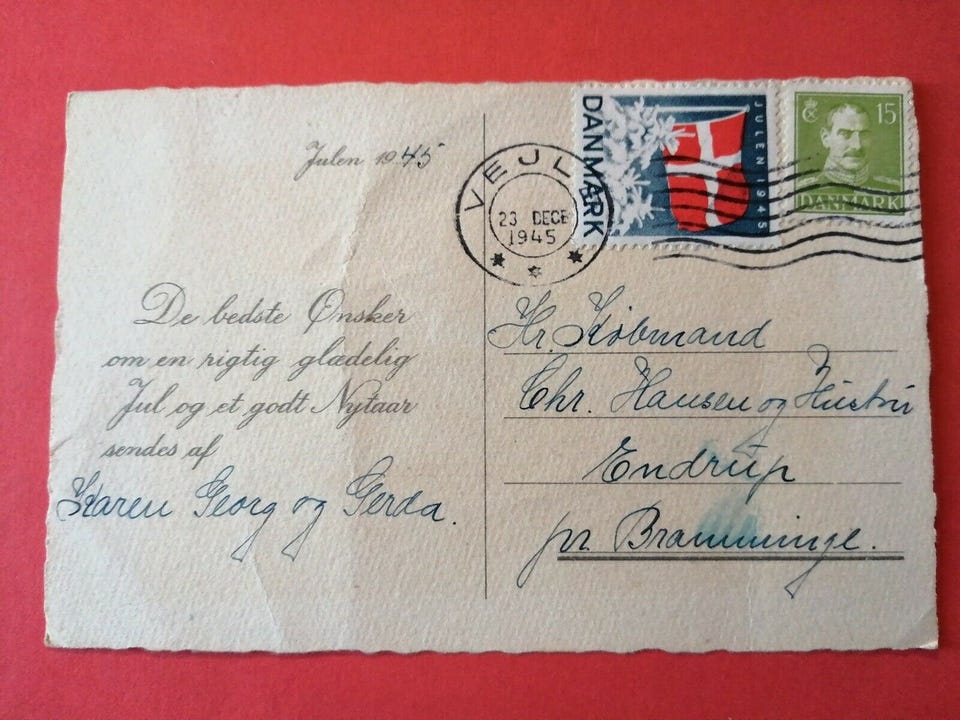 Julen 1945
De bedste Ønsker
om en rigtig glædelig
Jul og et godt Nytaar
sendes af
Karen Georg og Gerda.
VEJLE
23 DECE
1945
DANMARK
JULEN 1945
15
DANMARK
Hr. Købmand
Chr. Hansen og Hustru
Endrup
pr. Bramminge.